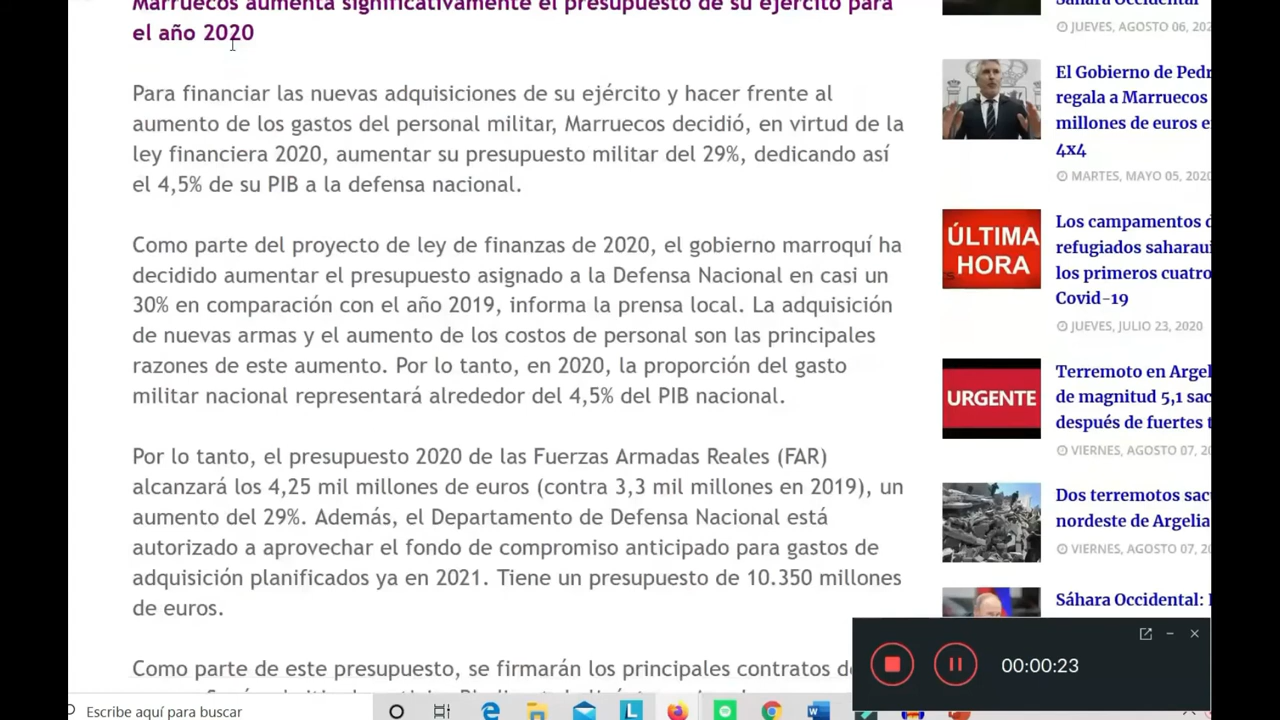 Marruecos aumenta significativamente el presupuesto de su ejército para
el año 2020
Para financiar las nuevas adquisiciones de su ejército y hacer frente al
aumento de los gastos del personal militar, Marruecos decidió, en virtud de la
ley financiera 2020, aumentar su presupuesto militar del 29%, dedicando así
el 4,5% de su PIB a la defensa nacional.
Como parte del proyecto de ley de finanzas de 2020, el gobierno marroquí ha
decidido aumentar el presupuesto asignado a la Defensa Nacional en casi un
30% en comparación con el año 2019, informa la prensa local. La adquisición
de nuevas armas y el aumento de los costos de personal son las principales
razones de este aumento. Por lo tanto, en 2020, la proporción del gasto
militar nacional representará alrededor del 4,5% del PIB nacional.
Por lo tanto, el presupuesto 2020 de las Fuerzas Armadas Reales (FAR)
alcanzará los 4,25 mil millones de euros (contra 3,3 mil millones en 2019), un
aumento del 29%. Además, el Departamento de Defensa Nacional está
autorizado a aprovechar el fondo de compromiso anticipado para gastos de
adquisición planificados ya en 2021. Tiene un presupuesto de 10.350 millones
de euros.
Como parte de este presupuesto, se firmarán los principales contratos
Sáhara Occidental
JUEVES, AGOSTO 06, 202
El Gobierno de Pedr
regala a Marruecos
millones de euros e
4x4
MARTES, MAYO 05, 2020
ÚLTIMA
HORA
Los campamentos d
refugiados saharaui
los primeros cuatro
Covid-19
JUEVES, JULIO 23, 2020
URGENTE
Terremoto en Argel
de magnitud 5,1 sac
después de fuertes t
VIERNES, AGOSTO 07, 20
Dos terremotos sacu
nordeste de Argelia
VIERNES, AGOSTO 07, 20
Sáhara Occidental:
00:00:23
Escribe aquí para buscar